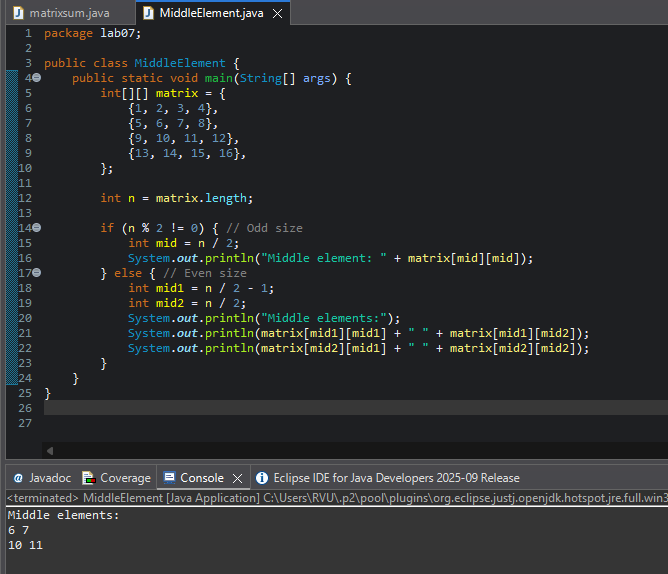 matrixsum.java MiddleElement.java
1 package lab07;
2
3 public class MiddleElement {
4     public static void main(String[] args) {
5         int[][] matrix = {
6             {1, 2, 3, 4},
7             {5, 6, 7, 8},
8             {9, 10, 11, 12},
9             {13, 14, 15, 16},
10         };
11
12         int n = matrix.length;
13
14         if (n % 2 != 0) { // Odd size
15             int mid = n / 2;
16             System.out.println("Middle element: " + matrix[mid][mid]);
17         } else { // Even size
18             int mid1 = n / 2 - 1;
19             int mid2 = n / 2;
20             System.out.println("Middle elements:");
21             System.out.println(matrix[mid1][mid1] + " " + matrix[mid1][mid2]);
22             System.out.println(matrix[mid2][mid1] + " " + matrix[mid2][mid2]);
23         }
24     }
25 }
26
27
@ Javadoc Coverage Console Eclipse IDE for Java Developers 2025-09 Release
<terminated> MiddleElement [Java Application] C:\Users\RVU\.p2\pool\plugins\org.eclipse.justj.openjdk.hotspot.jre.full.win3
Middle elements:
6 7
10 11